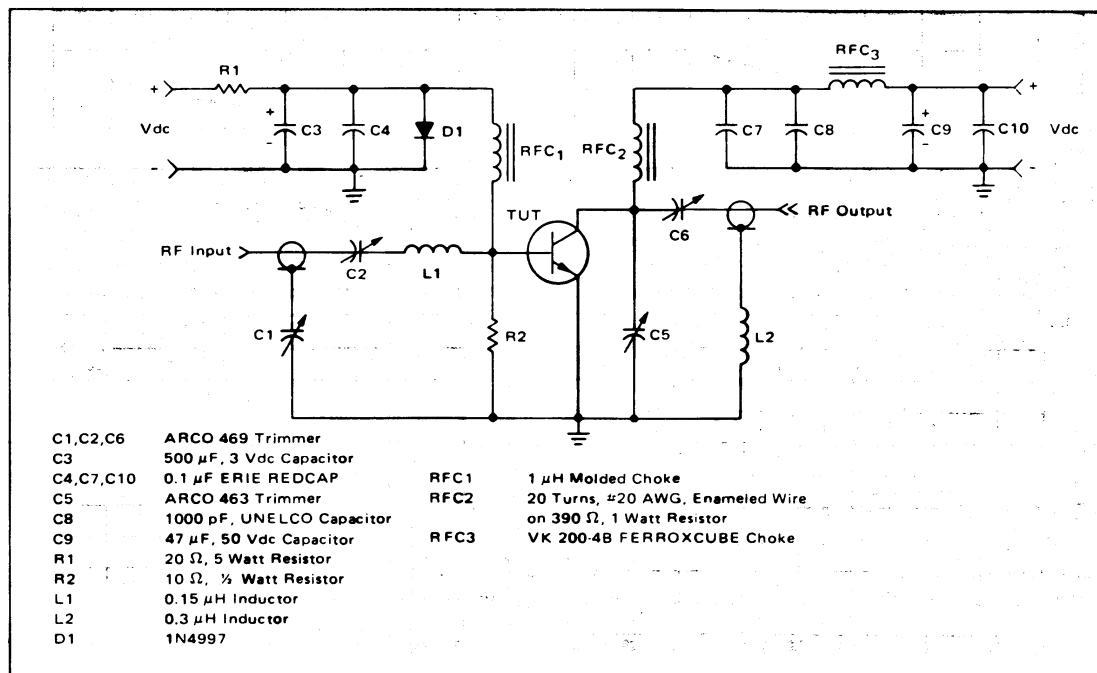 R1
RFC3
+
+
+
+
Vdc
C3
C4
D1
RFC1
RFC2
C7
C8
C9
C10
Vdc
-
-
-
-
TUT
RF Output
RF Input
C2
L1
C6
C1
R2
C5
L2
C1,C2,C6 ARCO 469 Trimmer
C3 500 µF, 3 Vdc Capacitor
C4,C7,C10 0.1 µF ERIE REDCAP
C5 ARCO 463 Trimmer
C8 1000 pF, UNELCO Capacitor
C9 47 µF, 50 Vdc Capacitor
R1 20 Ω, 5 Watt Resistor
R2 10 Ω, ½ Watt Resistor
L1 0.15 µH Inductor
L2 0.3 µH Inductor
D1 1N4997
RFC1 1 µH Molded Choke
RFC2 20 Turns, #20 AWG, Enameled Wire
on 390 Ω, 1 Watt Resistor
RFC3 VK 200-4B FERROXCUBE Choke